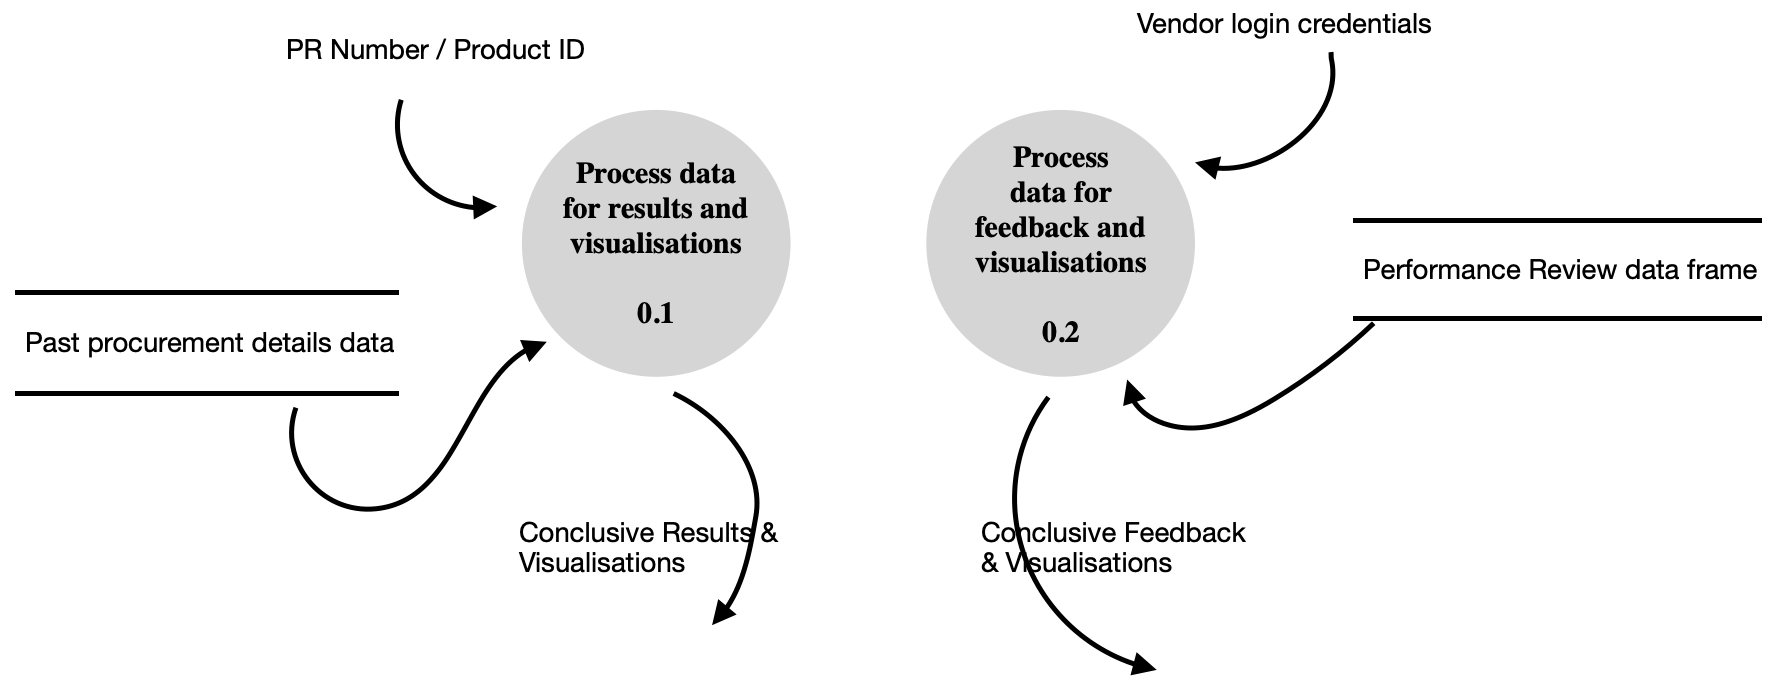 Vendor login credentials
PR Number / Product ID
Process data
for results and
visualisations
0.1
Process
data for
feedback and
visualisations
0.2
Performance Review data frame
Past procurement details data
Conclusive Results &
Visualisations
Conclusive Feedback
& Visualisations